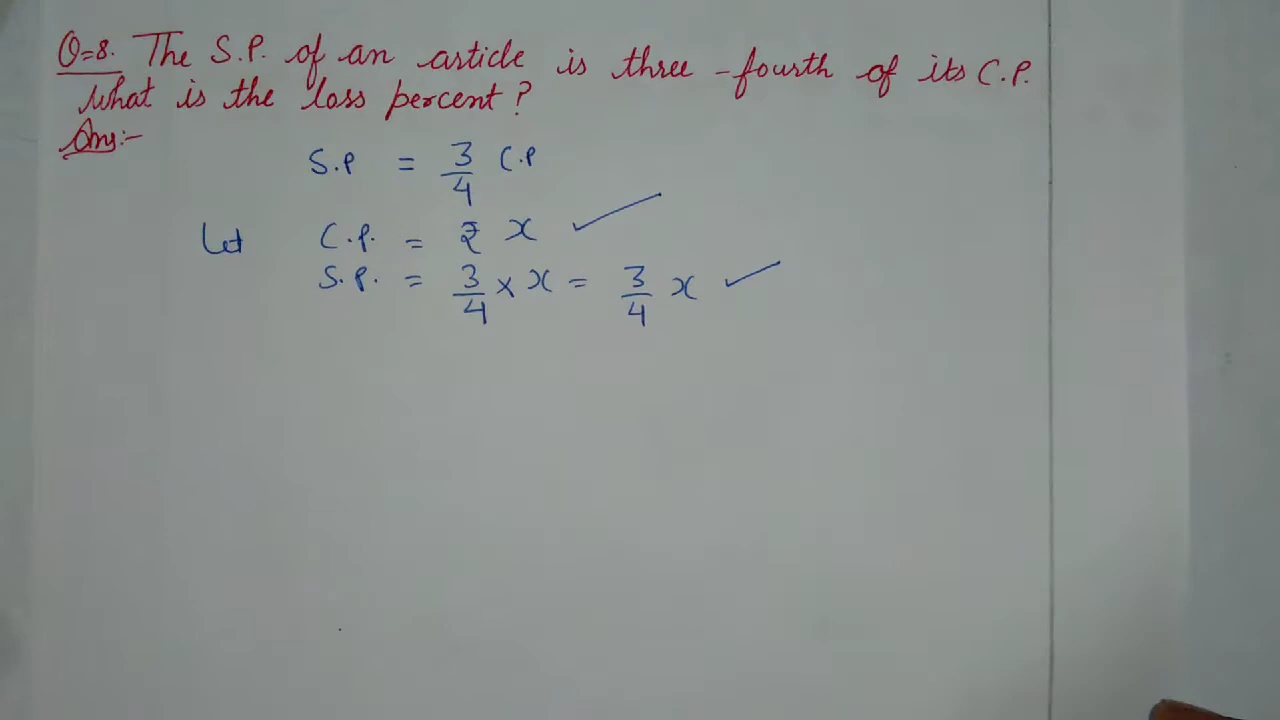 Q=8. The S.P. of an article is three-fourth of its C.P.
What is the loss percent?
Ans:-
S.P = 3/4 C.P
Let C.P. = ₹ x ✓
S.P. = 3/4 × x = 3/4 x ✓